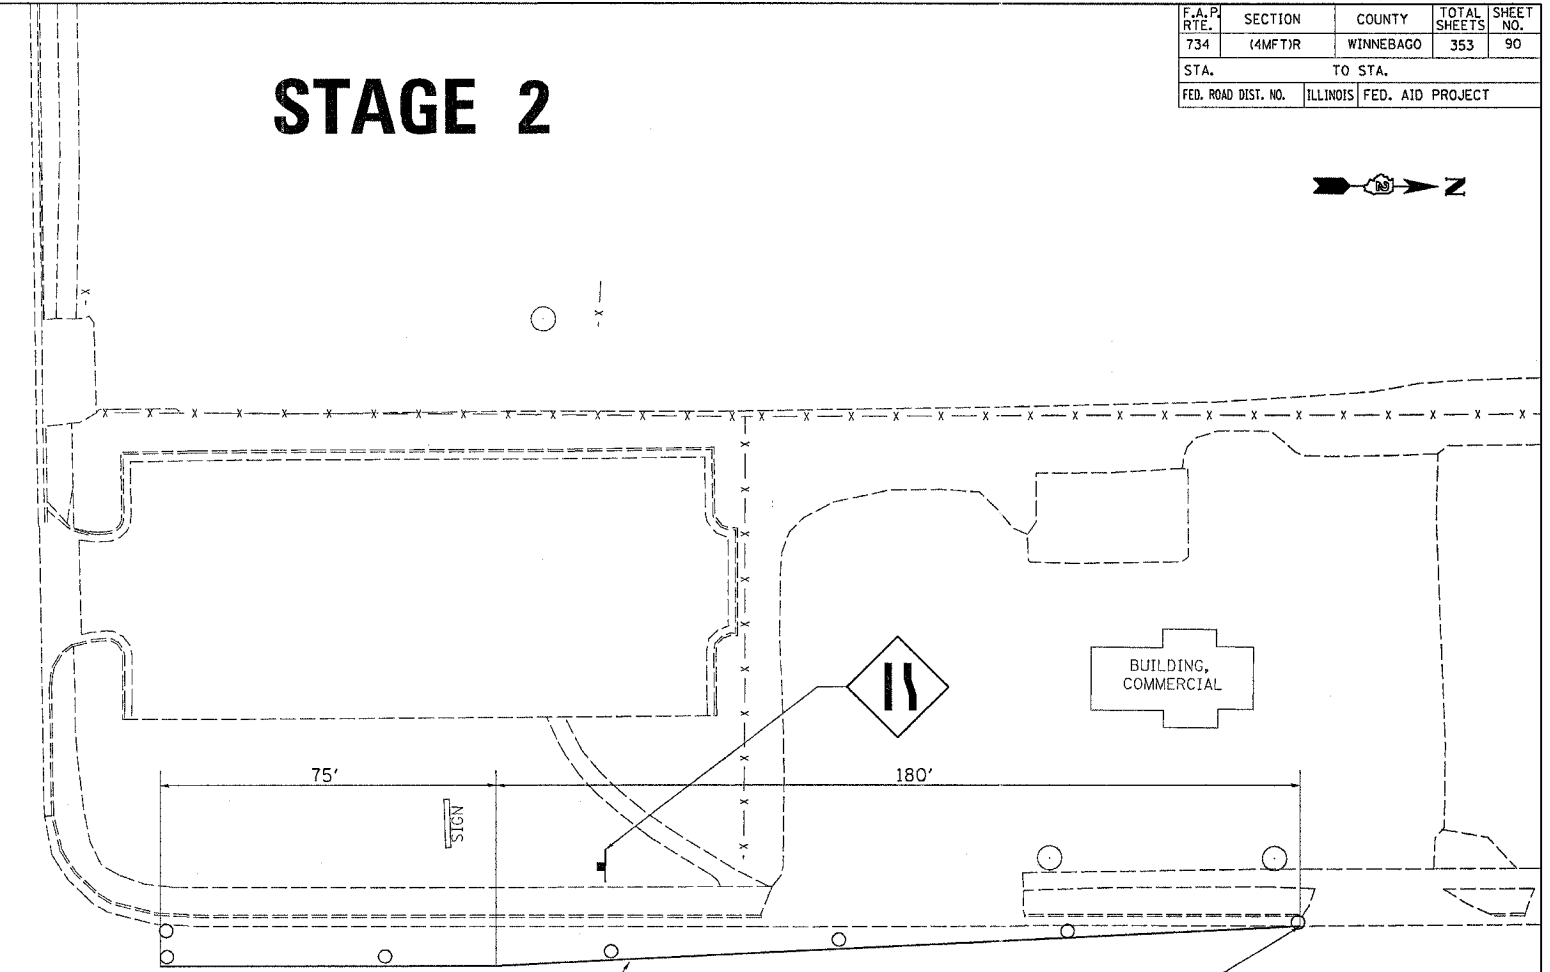 STAGE 2
F.A.P. RTE. SECTION COUNTY TOTAL SHEETS SHEET NO.
734 (4MFT)R WINNEBAGO 353 90
STA. TO STA.
FED. ROAD DIST. NO. ILLINOIS FED. AID PROJECT
N
BUILDING,
COMMERCIAL
75'
180'
SIGN